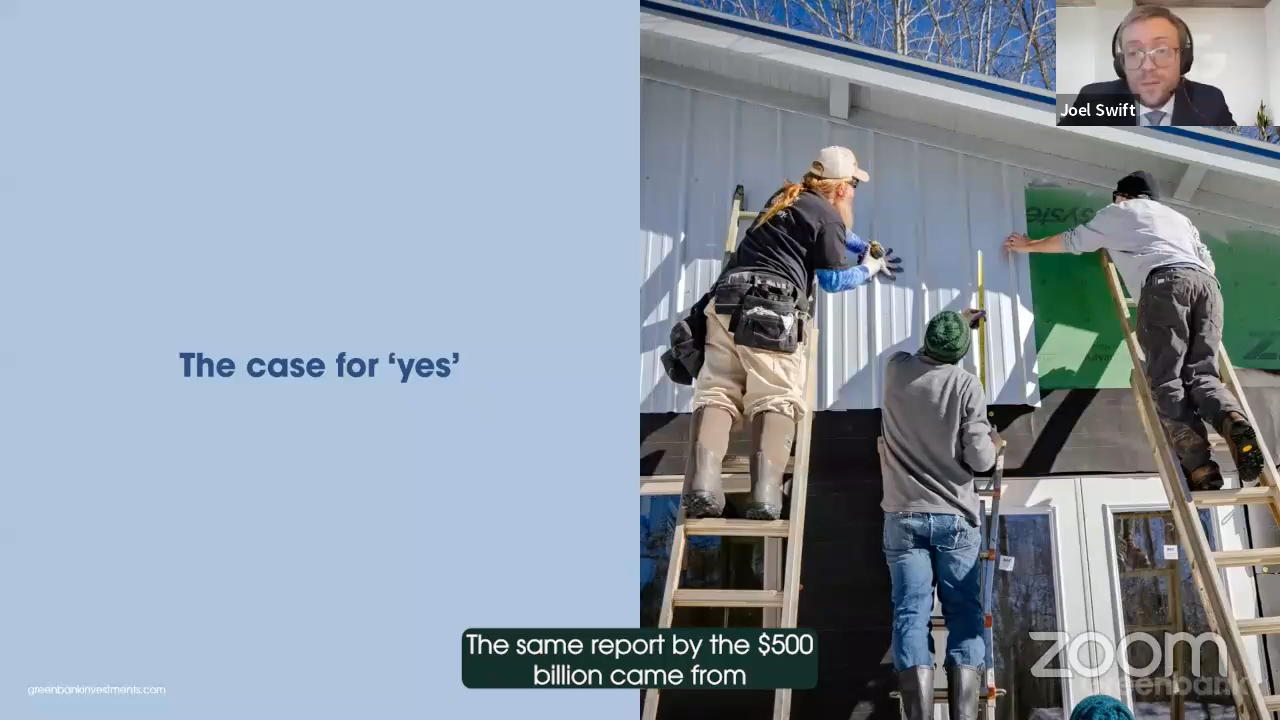 Joel Swift
The case for ‘yes’
The same report by the $500
billion came from
greenbankinvestments.com
zoom